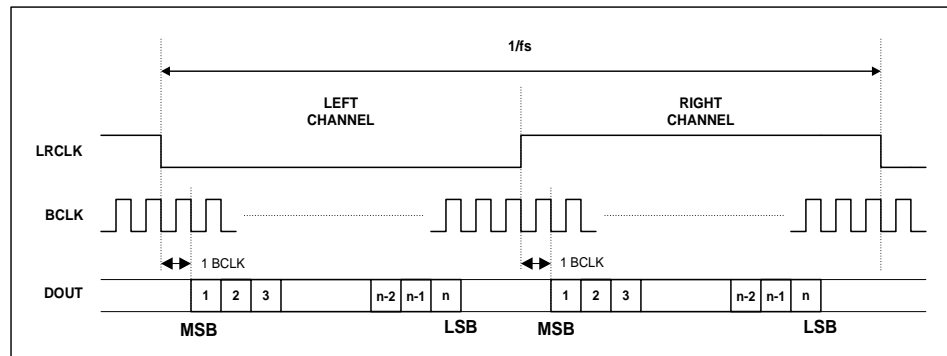 1/fs
LEFT
CHANNEL
RIGHT
CHANNEL
LRCLK
BCLK
1 BCLK
1 BCLK
DOUT
1 2 3 n-2 n-1 n 1 2 3 n-2 n-1 n
MSB LSB MSB LSB